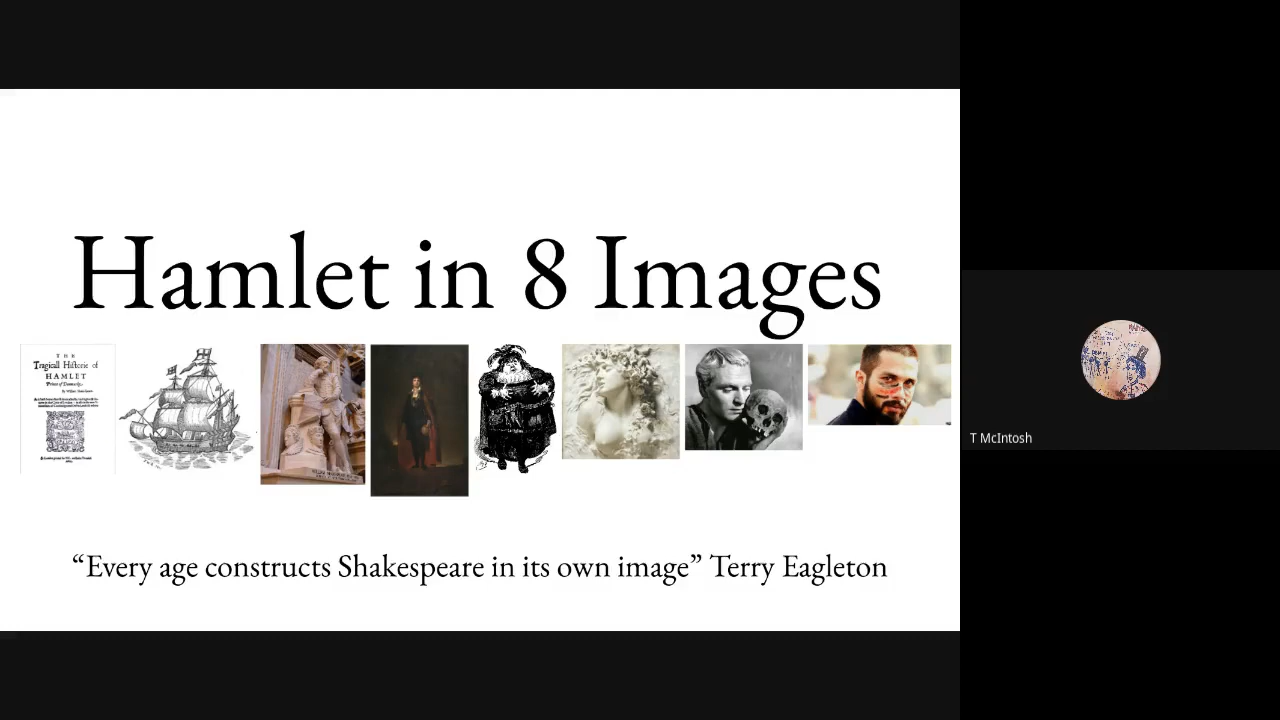 Hamlet in 8 Images
THE
Tragicall Historie of
HAMLET
Prince of Denmarke.
“Every age constructs Shakespeare in its own image” Terry Eagleton
T McIntosh